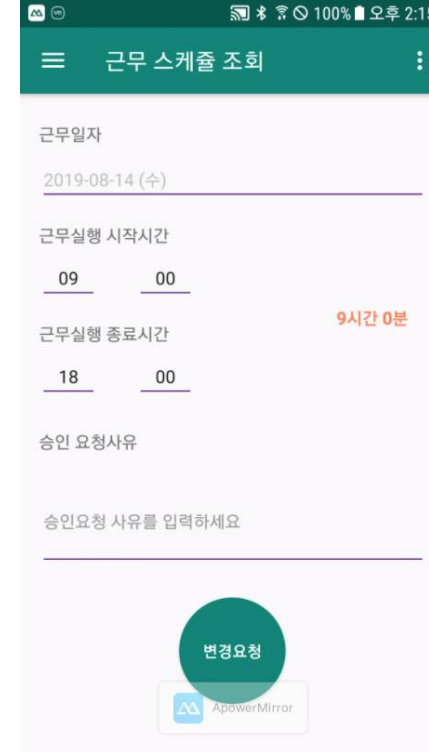 100% 오후 2:15
근무 스케쥴 조회
근무일자
2019-08-14 (수)
근무실행 시작시간
09 00
9시간 0분
근무실행 종료시간
18 00
승인 요청사유
승인요청 사유를 입력하세요
변경요청
ApowerMirror